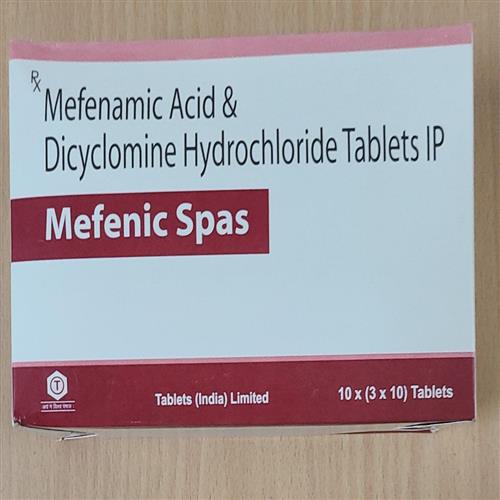 Rx
Mefenamic Acid &
Dicyclomine Hydrochloride Tablets IP
Mefenic Spas
T
Tablets (India) Limited
10 x (3 x 10) Tablets